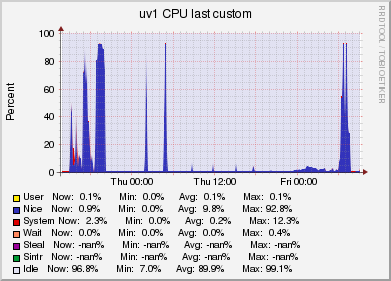 uv1 CPU last custom
RRDTOOL / TOBI OETIKER
Percent
100
80
60
40
20
0
Thu 00:00 Thu 12:00 Fri 00:00
User Now: 0.1% Min: 0.0% Avg: 0.1% Max: 0.1%
Nice Now: 0.9% Min: 0.0% Avg: 9.8% Max: 92.8%
System Now: 2.3% Min: 0.0% Avg: 0.2% Max: 12.3%
Wait Now: 0.0% Min: 0.0% Avg: 0.0% Max: 0.4%
Steal Now: -nan% Min: -nan% Avg: -nan% Max: -nan%
Sintr Now: -nan% Min: -nan% Avg: -nan% Max: -nan%
Idle Now: 96.8% Min: 7.0% Avg: 89.9% Max: 99.1%